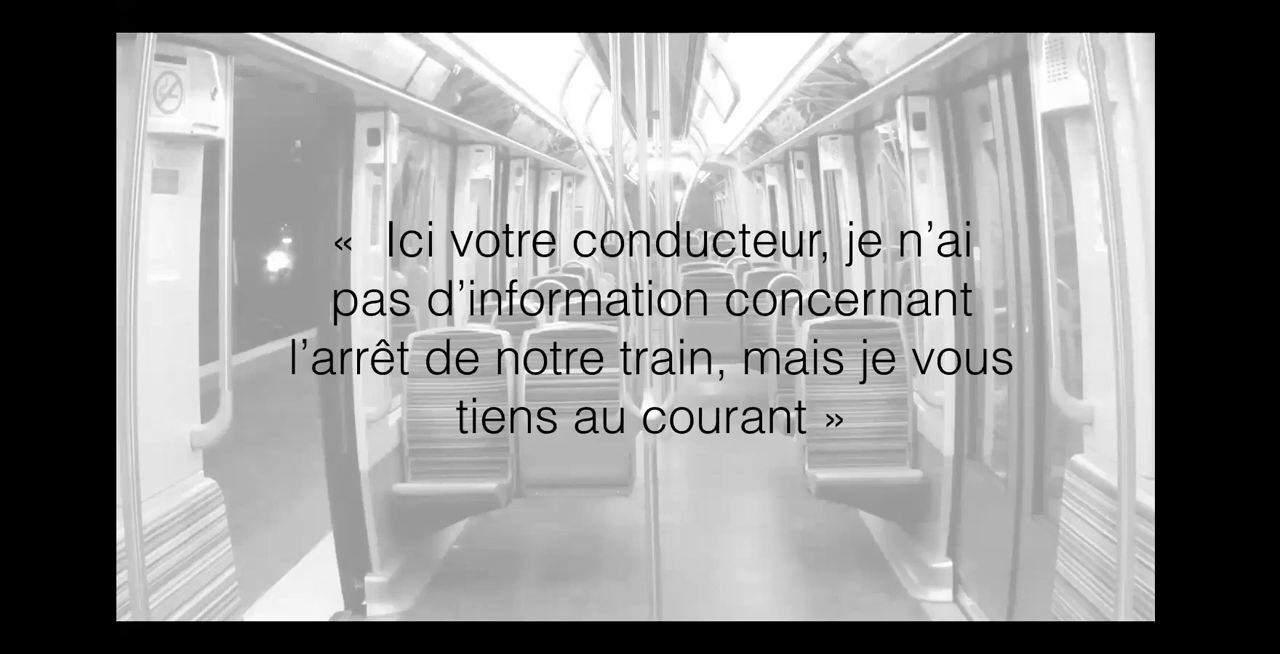 «  Ici votre conducteur, je n’ai
pas d’information concernant
l’arrêt de notre train, mais je vous
tiens au courant »